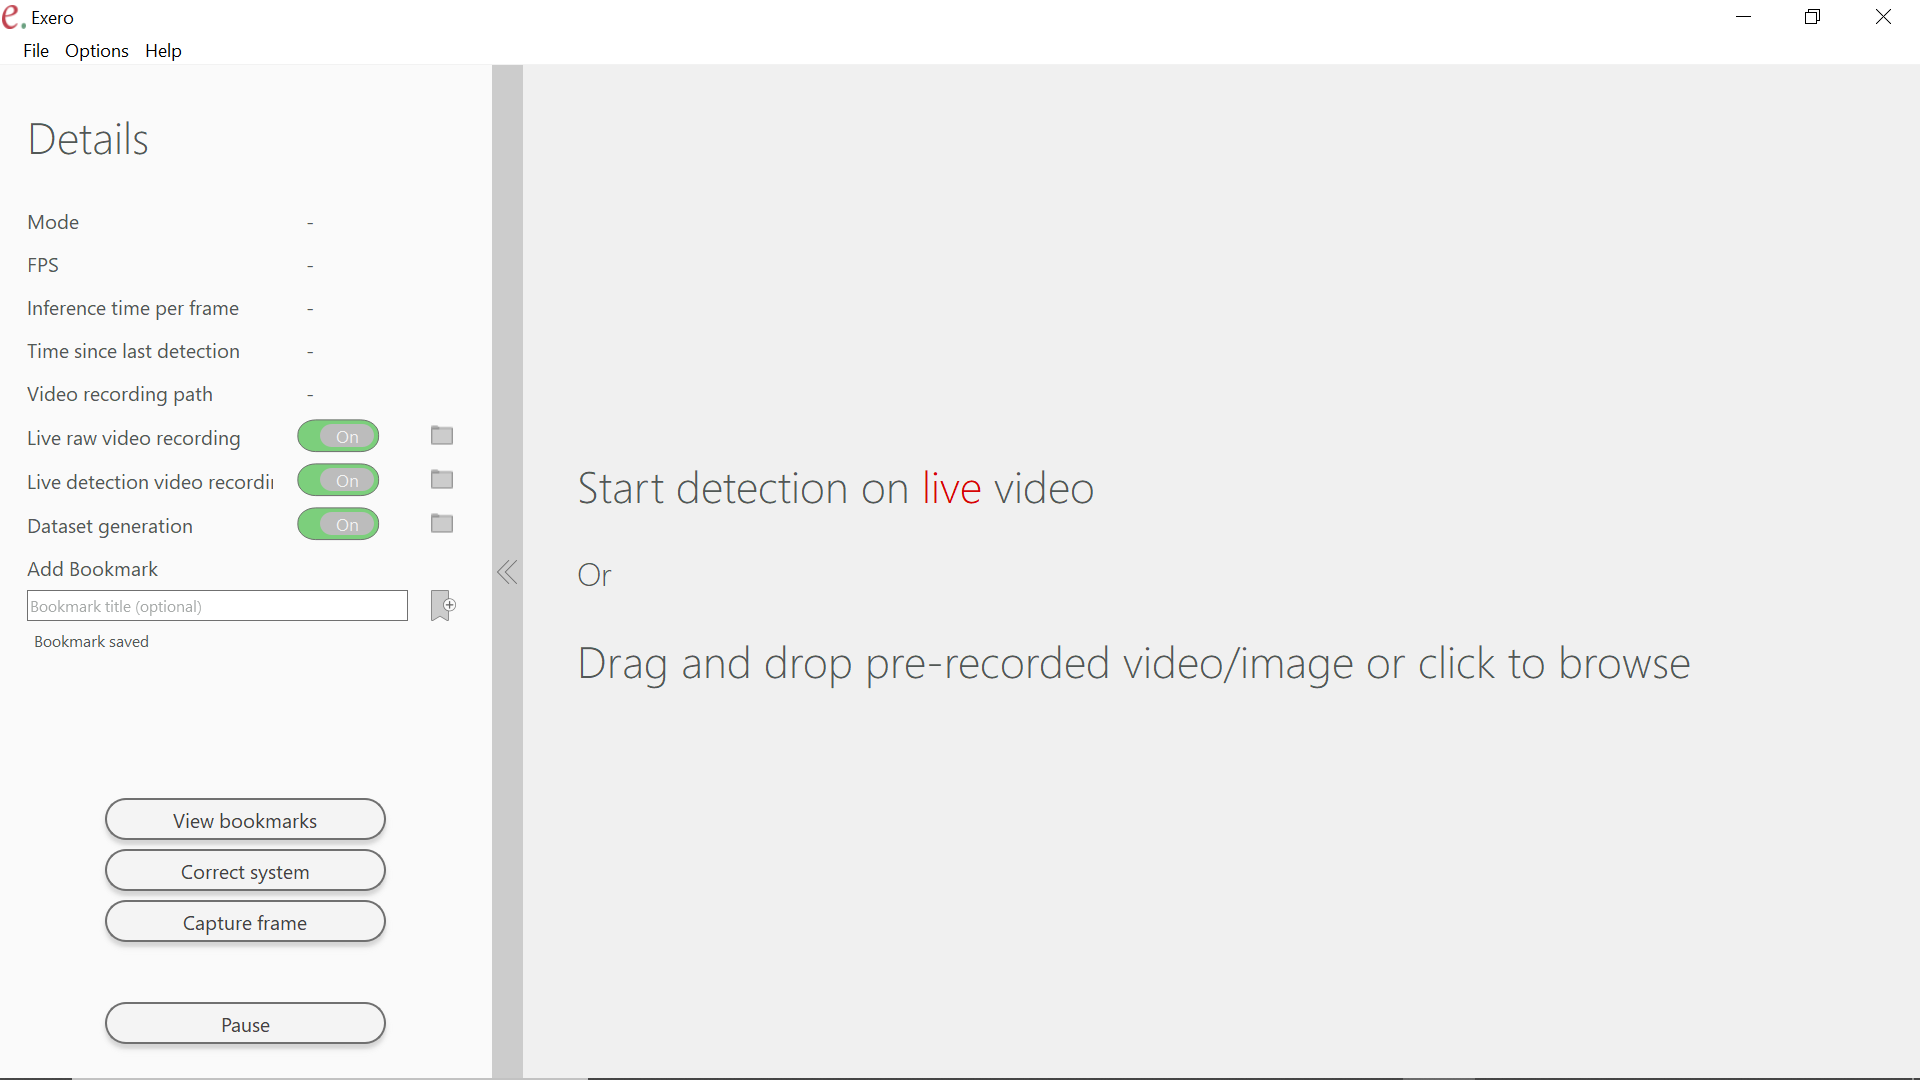 e. Exero
File Options Help
Details
Mode -
FPS -
Inference time per frame -
Time since last detection -
Video recording path -
Live raw video recording On
Live detection video recordi On
Dataset generation On
Add Bookmark
Bookmark title (optional)
Bookmark saved
View bookmarks
Correct system
Capture frame
Pause
Start detection on live video
Or
Drag and drop pre-recorded video/image or click to browse